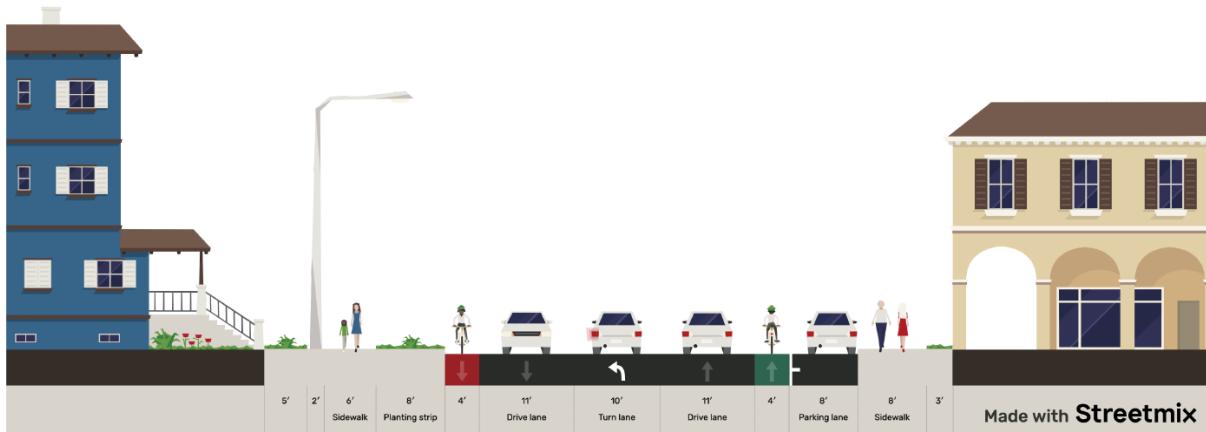 5′ 2′ 6′ 8′ 4′ 11′ 10′ 11′ 4′ 8′ 8′ 3′
Sidewalk Planting strip Drive lane Turn lane Drive lane Parking lane Sidewalk
Made with Streetmix